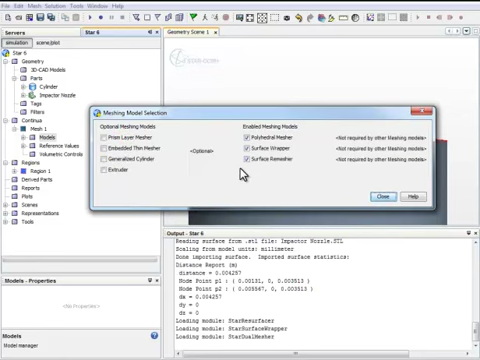 File Edit Mesh Solution Tools Window Help
Servers
Star 6
Geometry Scene 1
simulation
scene/plot
Star 6
Geometry
3D-CAD Models
Parts
Cylinder
Impactor Nozzle
Tags
Filters
Continua
Mesh 1
Models
Reference Values
Volumetric Controls
Regions
Region 1
Derived Parts
Reports
Plots
Scenes
Representations
Tools
Meshing Model Selection
Optional Meshing Models
Prism Layer Mesher
Embedded Thin Mesher
Generalized Cylinder
Extruder
<Optional>
Enabled Meshing Models
Polyhedral Mesher
<Not required by other Meshing models>
Surface Wrapper
<Not required by other Meshing models>
Surface Remesher
<Not required by other Meshing models>
Close
Help
Models - Properties
<No Properties>
Models
Model manager
Output - Star 6
Reading surface from .stl file: Impactor Nozzle.STL
Scaling from model units: millimeter
Done importing surface. Imported surface statistics:
Distance Report (m)
distance = 0.004257
Node Point p1 : ( 0.00131, 0, 0.003513 )
Node Point p2 : ( 0.005567, 0, 0.003513 )
dx = 0.004257
dy = 0
dz = 0
Loading module: StarResurfacer
Loading module: StarSurfaceWrapper
Loading module: StarDualMesher